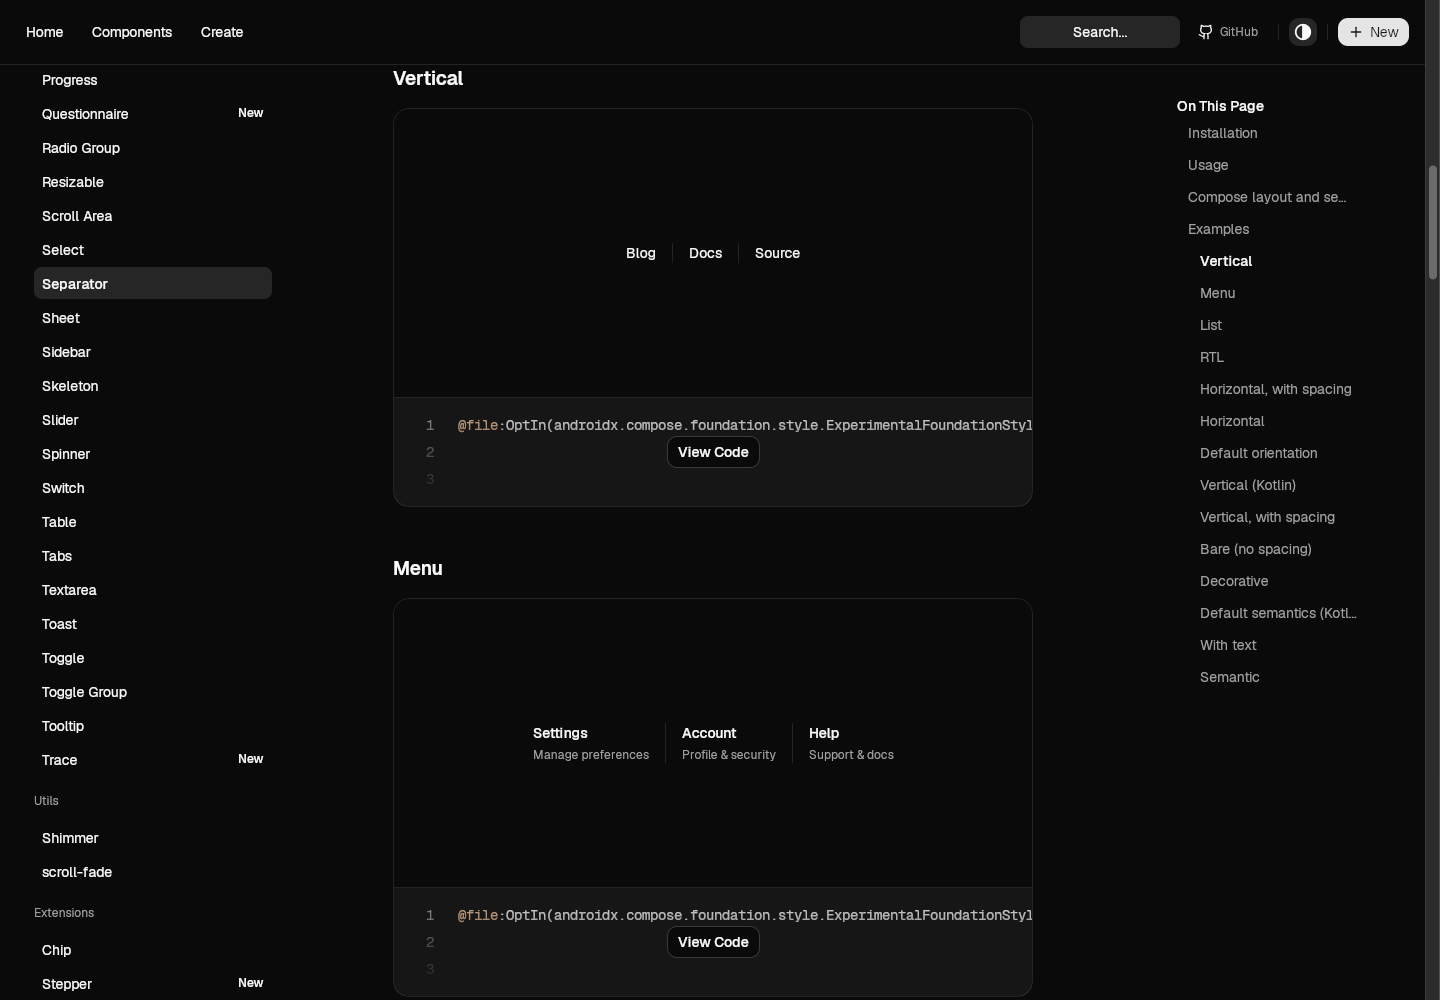 Home
Components
Create
Search...
GitHub
New
Progress
Questionnaire New
Radio Group
Resizable
Scroll Area
Select
Separator
Sheet
Sidebar
Skeleton
Slider
Spinner
Switch
Table
Tabs
Textarea
Toast
Toggle
Toggle Group
Tooltip
Trace New
Utils
Shimmer
scroll-fade
Extensions
Chip
Stepper New
Vertical
Blog
Docs
Source
1 @file:OptIn(androidx.compose.foundation.style.ExperimentalFoundationStyl
2
3
View Code
Menu
Settings
Manage preferences
Account
Profile & security
Help
Support & docs
1 @file:OptIn(androidx.compose.foundation.style.ExperimentalFoundationStyl
2
3
View Code
On This Page
Installation
Usage
Compose layout and se...
Examples
Vertical
Menu
List
RTL
Horizontal, with spacing
Horizontal
Default orientation
Vertical (Kotlin)
Vertical, with spacing
Bare (no spacing)
Decorative
Default semantics (Kotl...
With text
Semantic